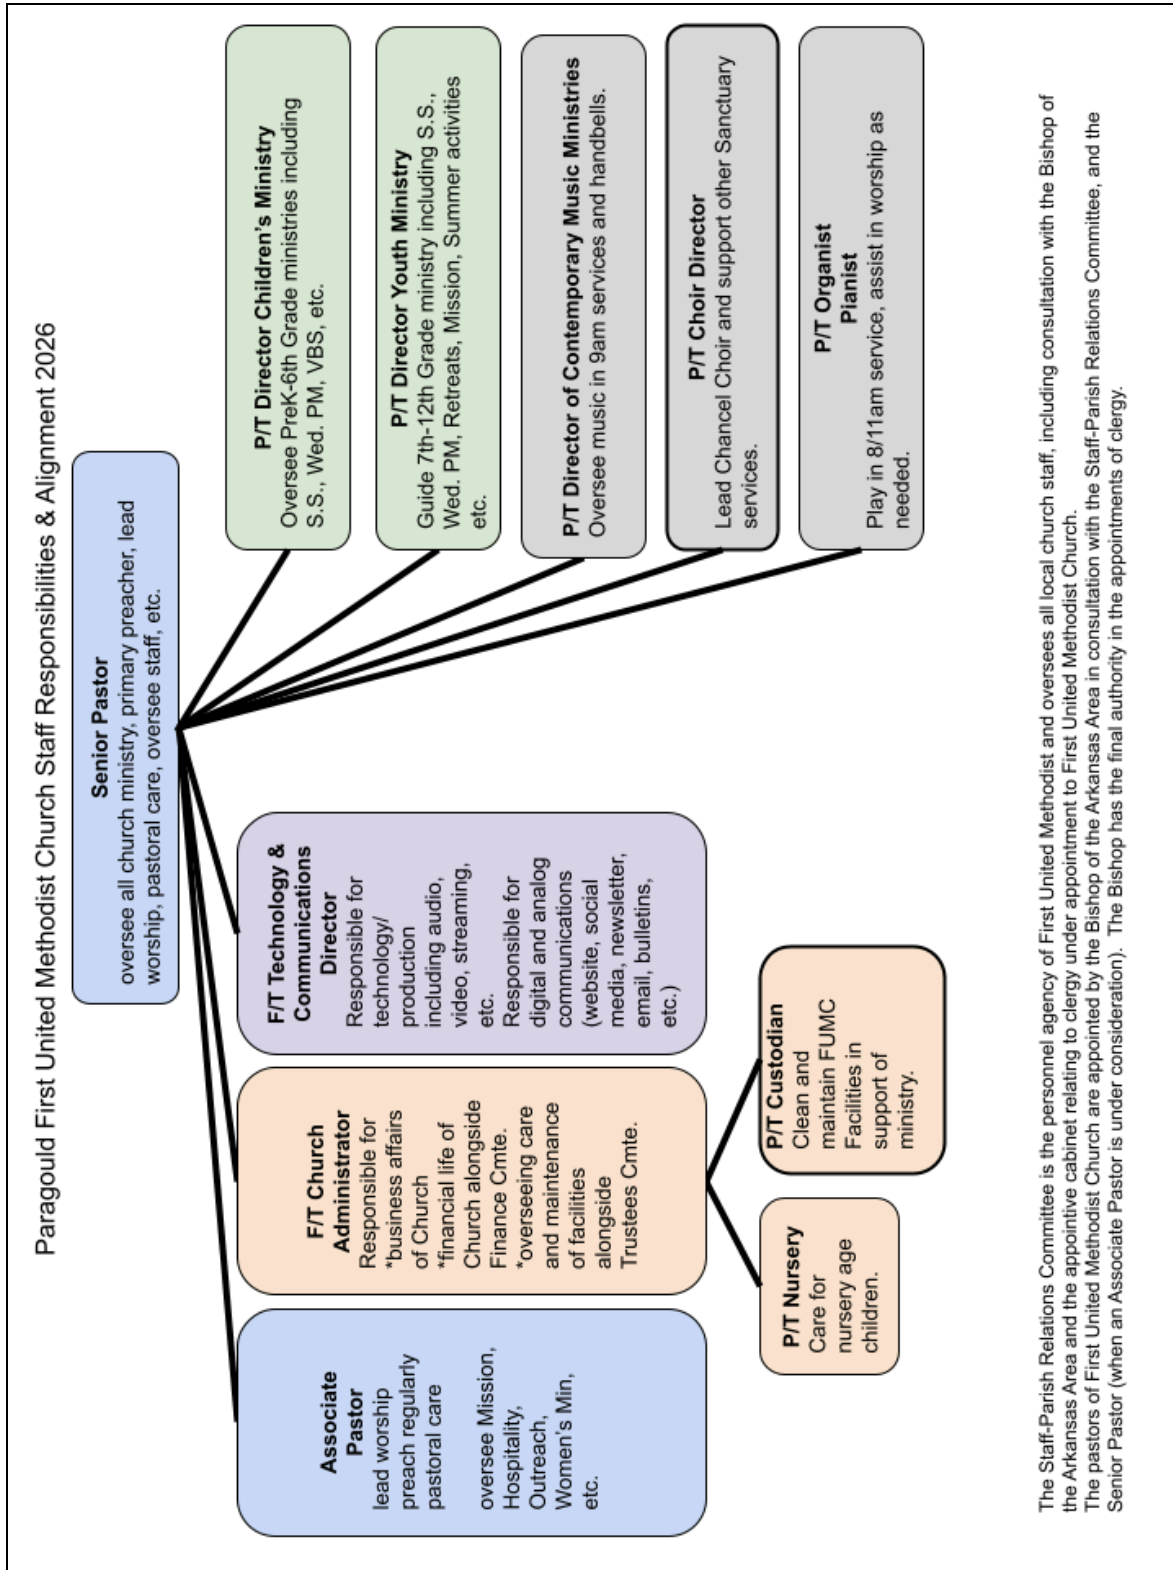 Paragould First United Methodist Church Staff Responsibilities & Alignment 2026
Senior Pastor
oversee all church ministry, primary preacher, lead
worship, pastoral care, oversee staff, etc.
Associate
Pastor
lead worship
preach regularly
pastoral care
oversee Mission,
Hospitality,
Outreach,
Women's Min,
etc.
F/T Church
Administrator
Responsible for
*business affairs
of Church
*financial life of
Church alongside
Finance Cmte.
*overseeing care
and maintenance
of facilities
alongside
Trustees Cmte.
F/T Technology &
Communications
Director
Responsible for
technology/
production
including audio,
video, streaming,
etc.
Responsible for
digital and analog
communications
(website, social
media, newsletter,
email, bulletins,
etc.)
P/T Nursery
Care for
nursery age
children.
P/T Custodian
Clean and
maintain FUMC
Facilities in
support of
ministry.
P/T Director Children's Ministry
Oversee PreK-6th Grade ministries including
S.S., Wed. PM, VBS, etc.
P/T Director Youth Ministry
Guide 7th-12th Grade ministry including S.S.,
Wed. PM, Retreats, Mission, Summer activities
etc.
P/T Director of Contemporary Music Ministries
Oversee music in 9am services and handbells.
P/T Choir Director
Lead Chancel Choir and support other Sanctuary
services.
P/T Organist
Pianist
Play in 8/11am service, assist in worship as
needed.
The Staff-Parish Relations Committee is the personnel agency of First United Methodist and oversees all local church staff, including consultation with the Bishop of
the Arkansas Area and the appointive cabinet relating to clergy under appointment to First United Methodist Church.
The pastors of First United Methodist Church are appointed by the Bishop of the Arkansas Area in consultation with the Staff-Parish Relations Committee, and the
Senior Pastor (when an Associate Pastor is under consideration).  The Bishop has the final authority in the appointments of clergy.